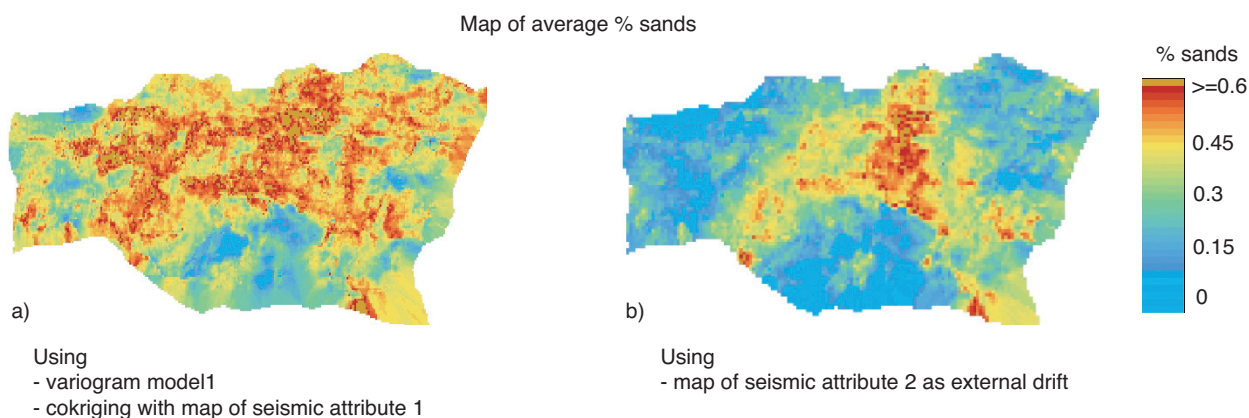 Map of average % sands
% sands
>=0.6
0.45
0.3
0.15
0
a)
b)
Using
- variogram model1
- cokriging with map of seismic attribute 1
Using
- map of seismic attribute 2 as external drift